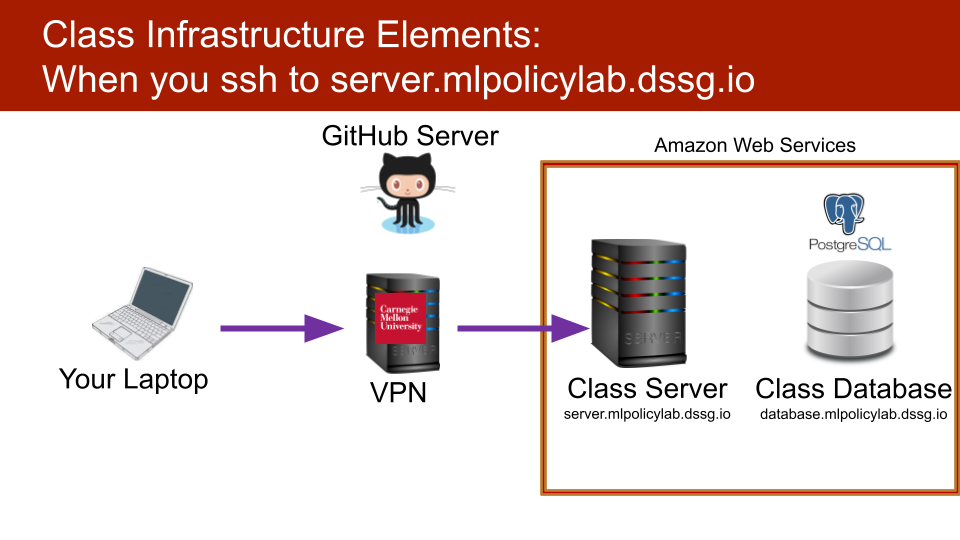 Class Infrastructure Elements:
When you ssh to server.mlpolicylab.dssg.io
GitHub Server
Amazon Web Services
PostgreSQL
Carnegie
Mellon
University
SERVER
SERVER
Your Laptop
VPN
Class Server
server.mlpolicylab.dssg.io
Class Database
database.mlpolicylab.dssg.io